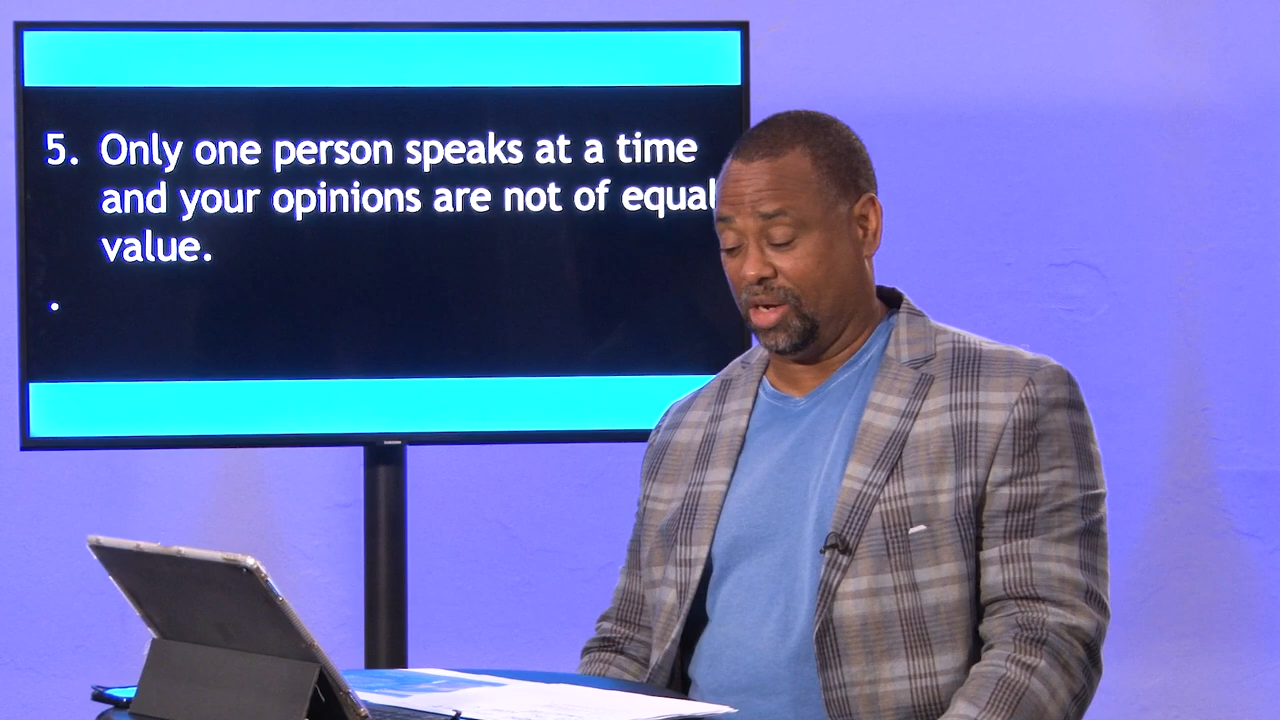 5. Only one person speaks at a time
and your opinions are not of equal
value.